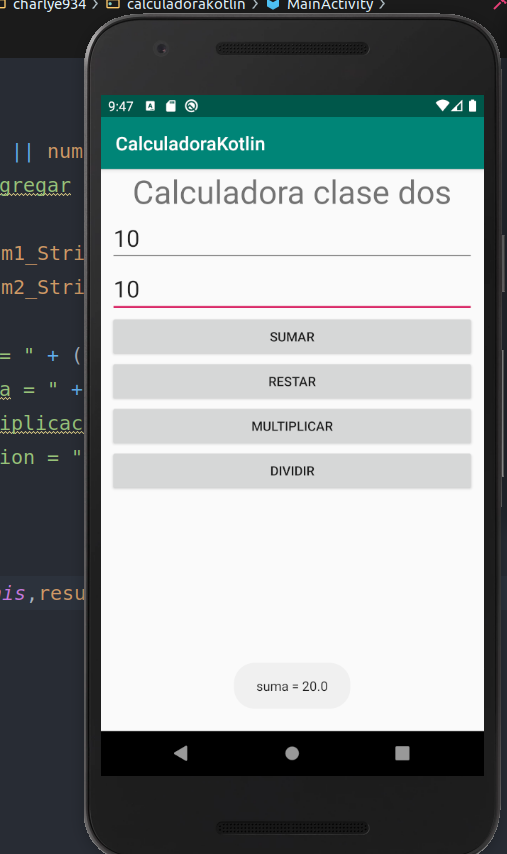 charlye934 > calculadorakotlin > MainActivity >
|| num
gregar
m1_Stri
m2_Stri
= " + (
a = " +
iplicac
ion = "
is,resu
9:47
CalculadoraKotlin
Calculadora clase dos
10
10
SUMAR
RESTAR
MULTIPLICAR
DIVIDIR
suma = 20.0